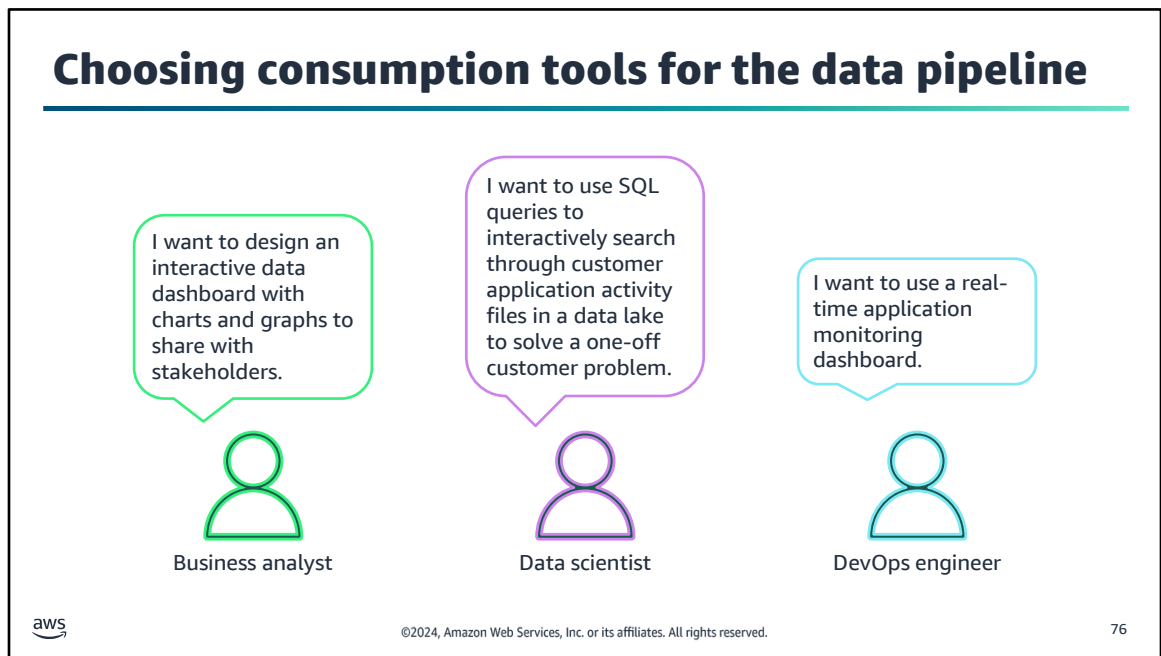 Choosing consumption tools for the data pipeline
I want to design an
interactive data
dashboard with
charts and graphs to
share with
stakeholders.
I want to use SQL
queries to
interactively search
through customer
application activity
files in a data lake
to solve a one-off
customer problem.
I want to use a real-
time application
monitoring
dashboard.
Business analyst
Data scientist
DevOps engineer
aws
©2024, Amazon Web Services, Inc. or its affiliates. All rights reserved.
76